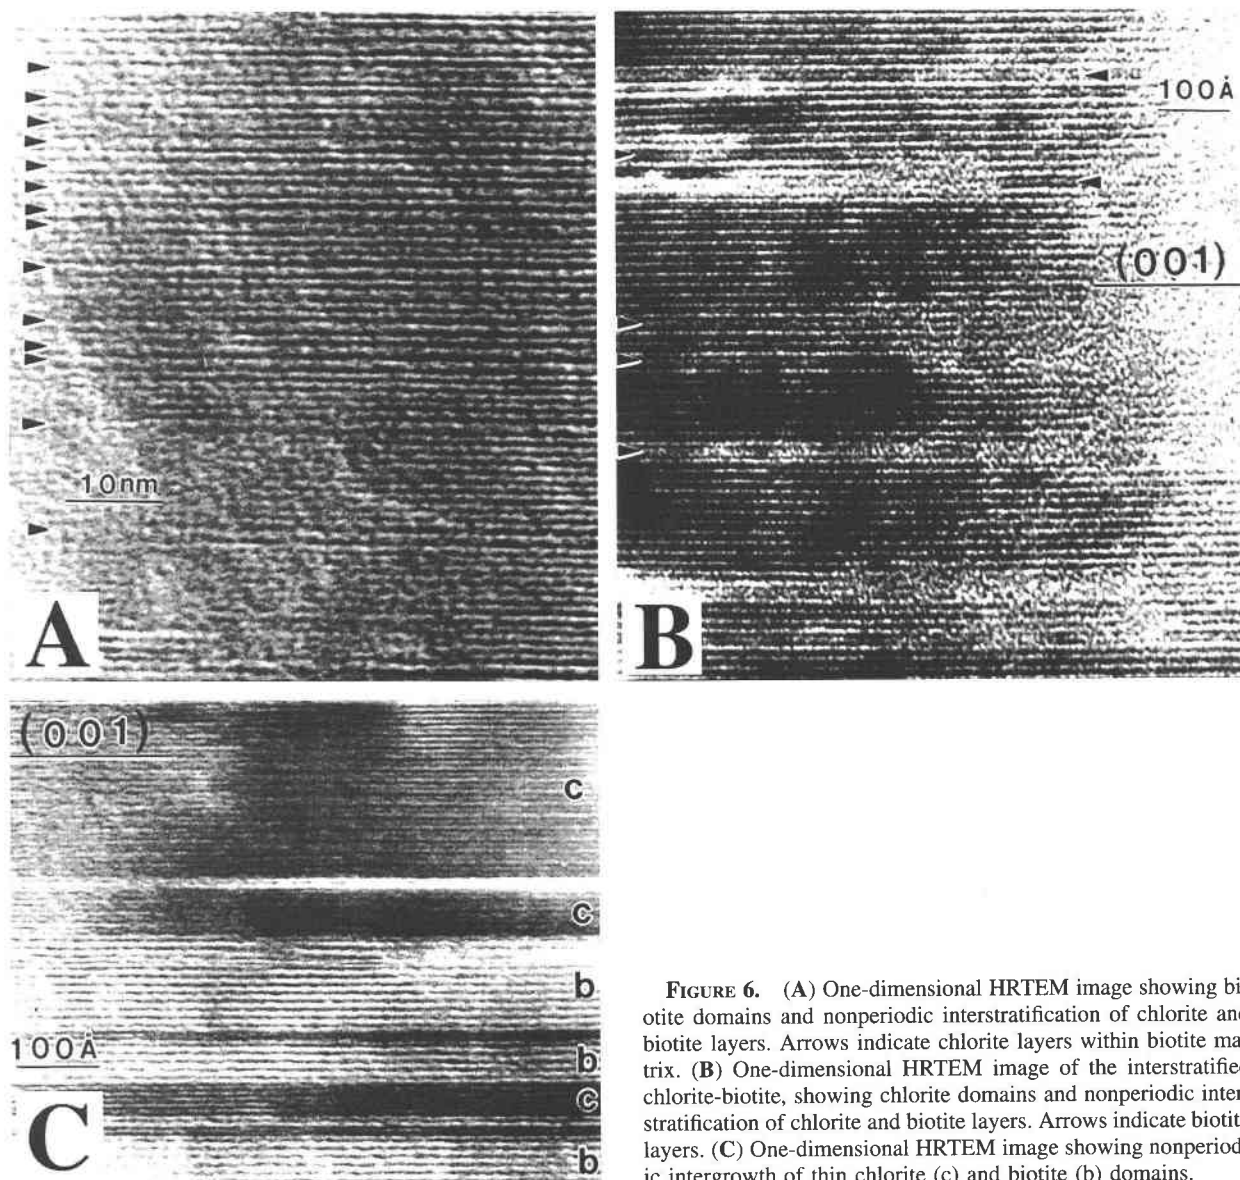 100Å
(001)
10nm
A
B
(001)
c
c
b
100Å
b
c
C
b
FIGURE 6. (A) One-dimensional HRTEM image showing bi-
otite domains and nonperiodic interstratification of chlorite and
biotite layers. Arrows indicate chlorite layers within biotite ma-
trix. (B) One-dimensional HRTEM image of the interstratifie
chlorite-biotite, showing chlorite domains and nonperiodic inter
stratification of chlorite and biotite layers. Arrows indicate biotit
layers. (C) One-dimensional HRTEM image showing nonperiod
ic intergrowth of thin chlorite (c) and biotite (b) domains.